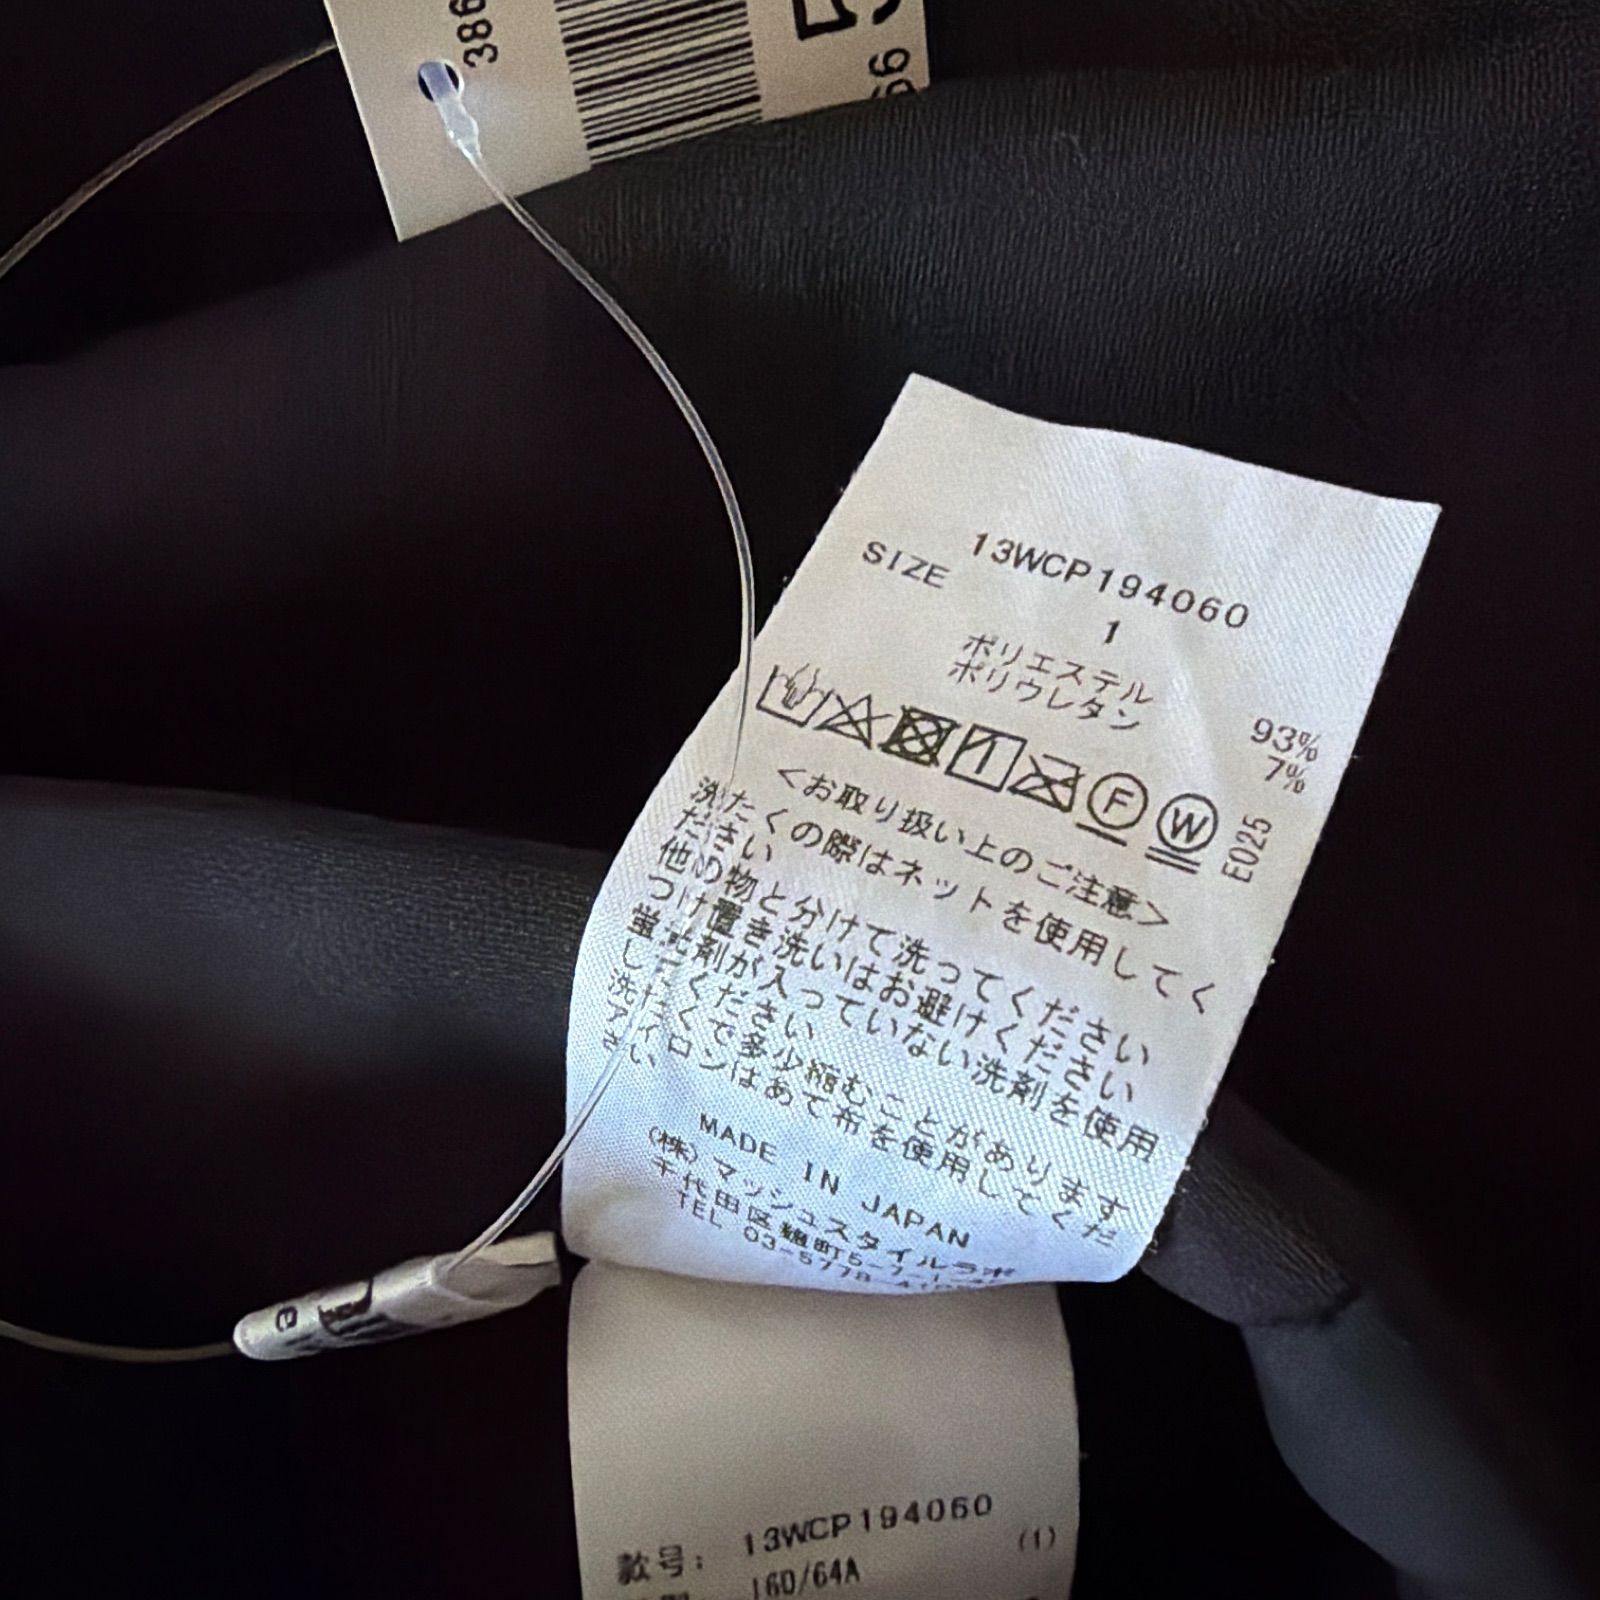 386
66
13WCP194060
SIZE 1
ポリエステル 93%
ポリウレタン 7%
F W E025
<お取り扱い上のご注意>
洗たくの際はネットを使用してく
ださい
他の物と分けて洗ってください
つけ置き洗いはお避けください
蛍光剤が入っていない洗剤を使用
してください
洗たくで多少縮むことがあります
アイロンはあて布を使用してくだ
さい
MADE IN JAPAN
(株)マッシュスタイルラボ
千代田区麹町5-7-1
TEL 03-5778-
e
款号: 13WCP194060 (1)
160/64A